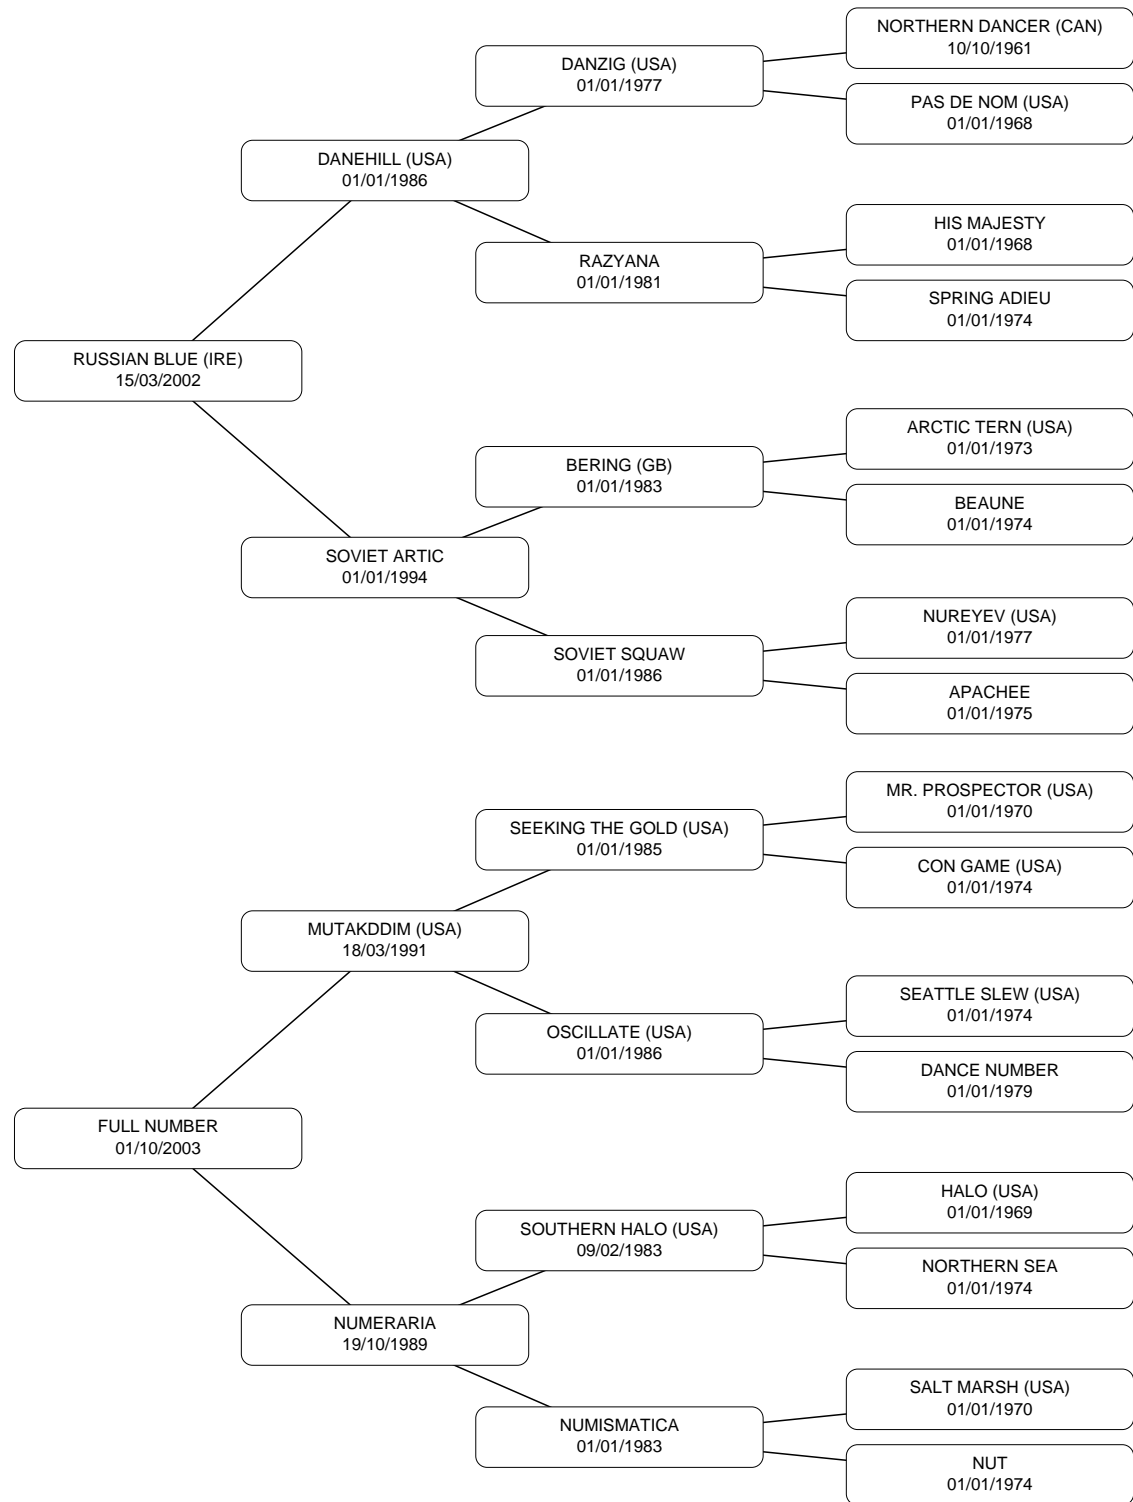 NORTHERN DANCER (CAN)
10/10/1961
DANZIG (USA)
01/01/1977
PAS DE NOM (USA)
01/01/1968
DANEHILL (USA)
01/01/1986
HIS MAJESTY
01/01/1968
RAZYANA
01/01/1981
SPRING ADIEU
01/01/1974
RUSSIAN BLUE (IRE)
15/03/2002
ARCTIC TERN (USA)
01/01/1973
BERING (GB)
01/01/1983
BEAUNE
01/01/1974
SOVIET ARTIC
01/01/1994
NUREYEV (USA)
01/01/1977
SOVIET SQUAW
01/01/1986
APACHEE
01/01/1975
MR. PROSPECTOR (USA)
01/01/1970
SEEKING THE GOLD (USA)
01/01/1985
CON GAME (USA)
01/01/1974
MUTAKDDIM (USA)
18/03/1991
SEATTLE SLEW (USA)
01/01/1974
OSCILLATE (USA)
01/01/1986
DANCE NUMBER
01/01/1979
FULL NUMBER
01/10/2003
HALO (USA)
01/01/1969
SOUTHERN HALO (USA)
09/02/1983
NORTHERN SEA
01/01/1974
NUMERARIA
19/10/1989
SALT MARSH (USA)
01/01/1970
NUMISMATICA
01/01/1983
NUT
01/01/1974